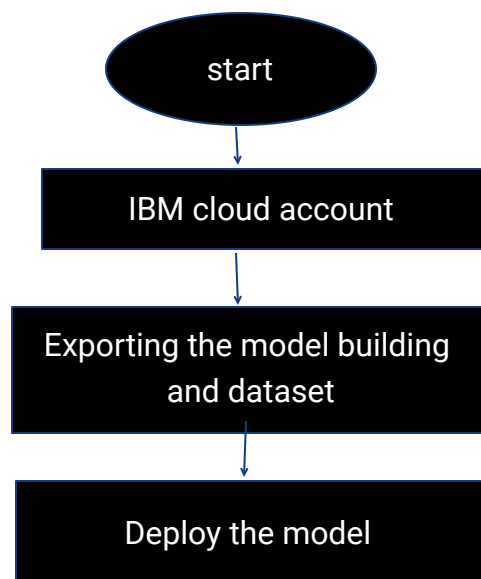 start
IBM cloud account
Exporting the model building
and dataset
Deploy the model